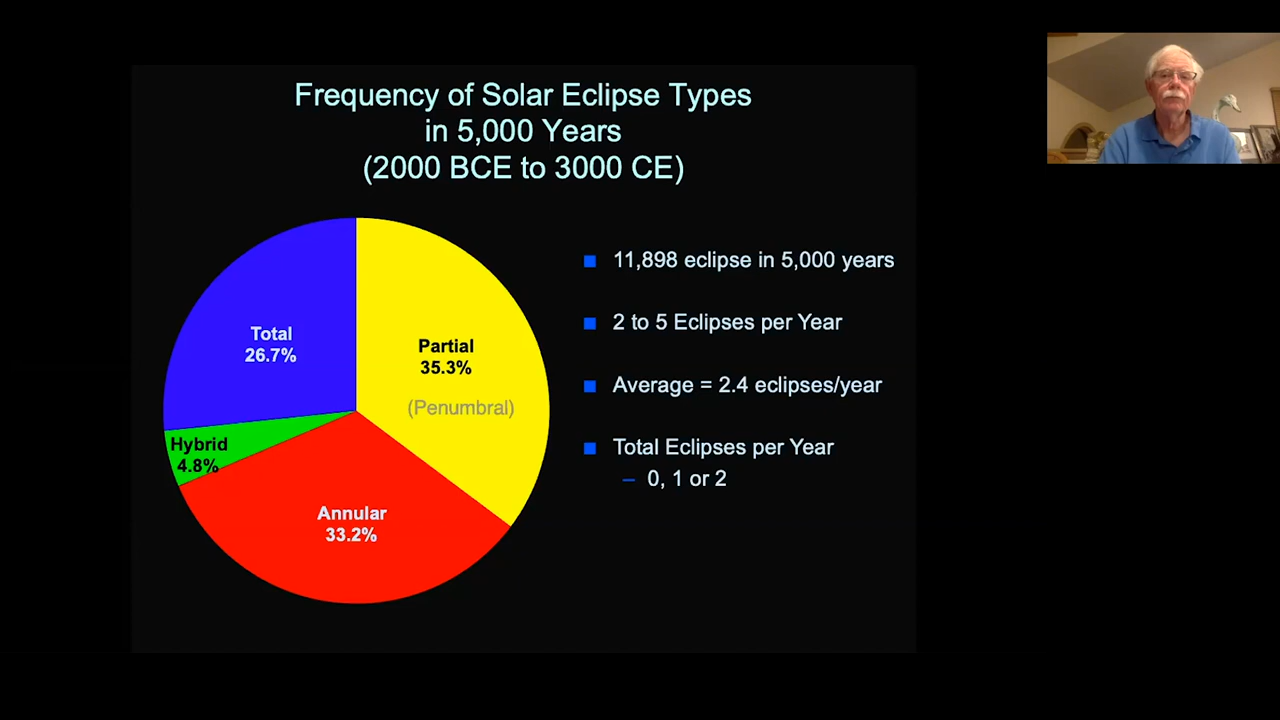 Frequency of Solar Eclipse Types
in 5,000 Years
(2000 BCE to 3000 CE)
Total
26.7%
Partial
35.3%
(Penumbral)
Hybrid
4.8%
Annular
33.2%
11,898 eclipse in 5,000 years
2 to 5 Eclipses per Year
Average = 2.4 eclipses/year
Total Eclipses per Year
– 0, 1 or 2